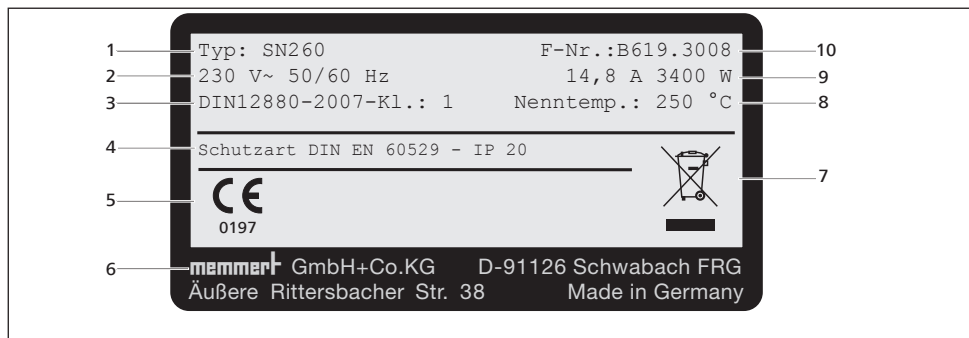 1 Typ: SN260 F-Nr.:B619.3008 10
2 230 V~ 50/60 Hz 14,8 A 3400 W 9
3 DIN12880-2007-Kl.: 1 Nenntemp.: 250 °C 8
4 Schutzart DIN EN 60529 - IP 20
5 CE 7
0197
6 memmert GmbH+Co.KG D-91126 Schwabach FRG
Äußere Rittersbacher Str. 38 Made in Germany